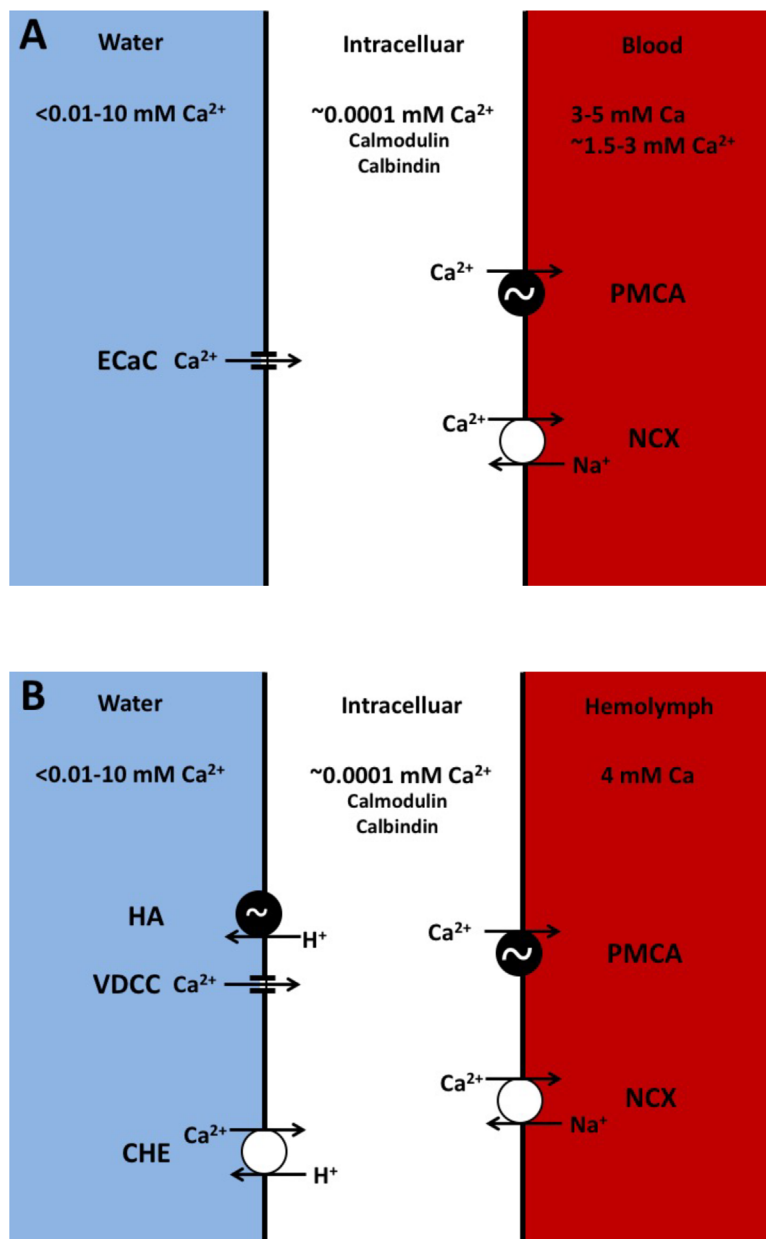 A
Water
Intracelluar
Blood
<0.01-10 mM Ca²⁺
~0.0001 mM Ca²⁺
Calmodulin
Calbindin
3-5 mM Ca
~1.5-3 mM Ca²⁺
Ca²⁺
~
PMCA
ECaC Ca²⁺
Ca²⁺
NCX
Na⁺
B
Water
Intracelluar
Hemolymph
<0.01-10 mM Ca²⁺
~0.0001 mM Ca²⁺
Calmodulin
Calbindin
4 mM Ca
HA
~
H⁺
VDCC Ca²⁺
Ca²⁺
~
PMCA
Ca²⁺
CHE
H⁺
Ca²⁺
NCX
Na⁺